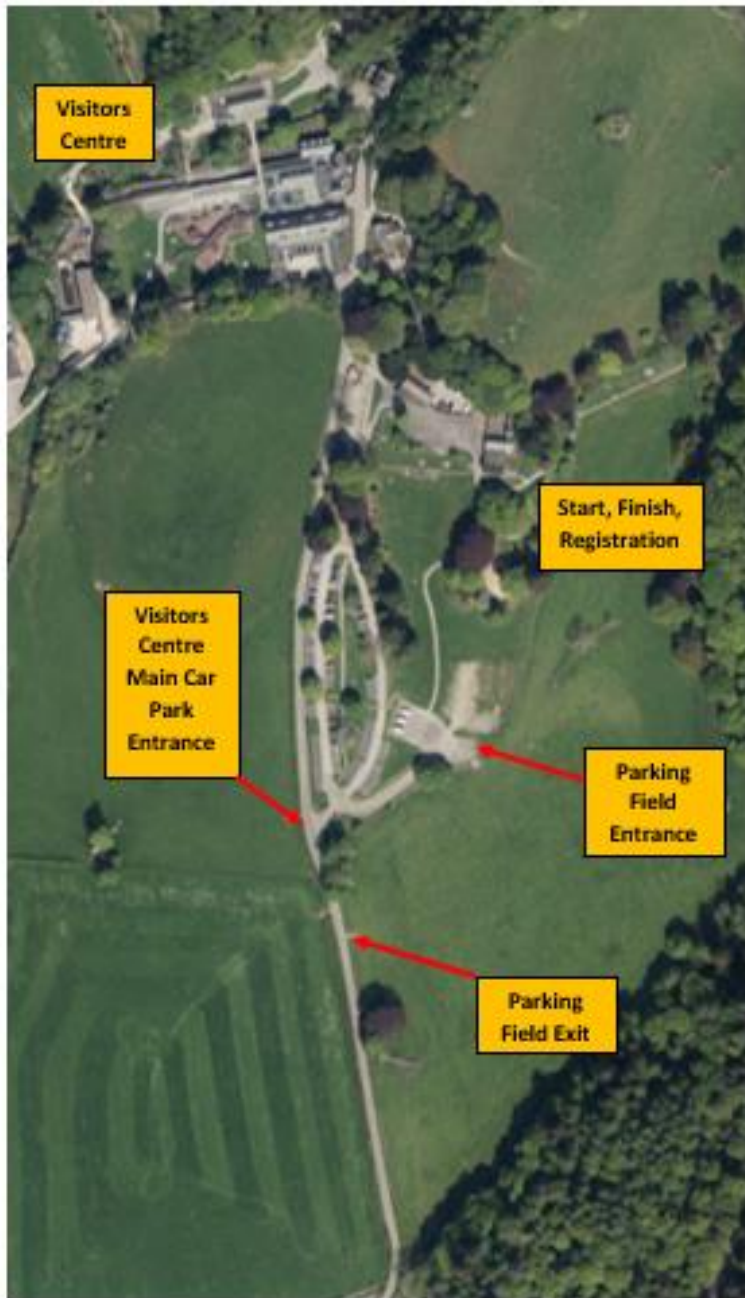 Visitors
Centre
Start, Finish,
Registration
Visitors
Centre
Main Car
Park
Entrance
Parking
Field
Entrance
Parking
Field Exit